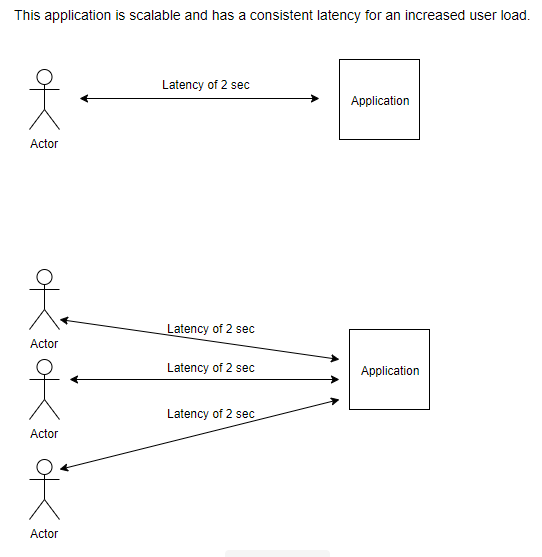 This application is scalable and has a consistent latency for an increased user load.
Latency of 2 sec
Application
Actor
Latency of 2 sec
Actor
Latency of 2 sec
Application
Latency of 2 sec
Actor
Actor